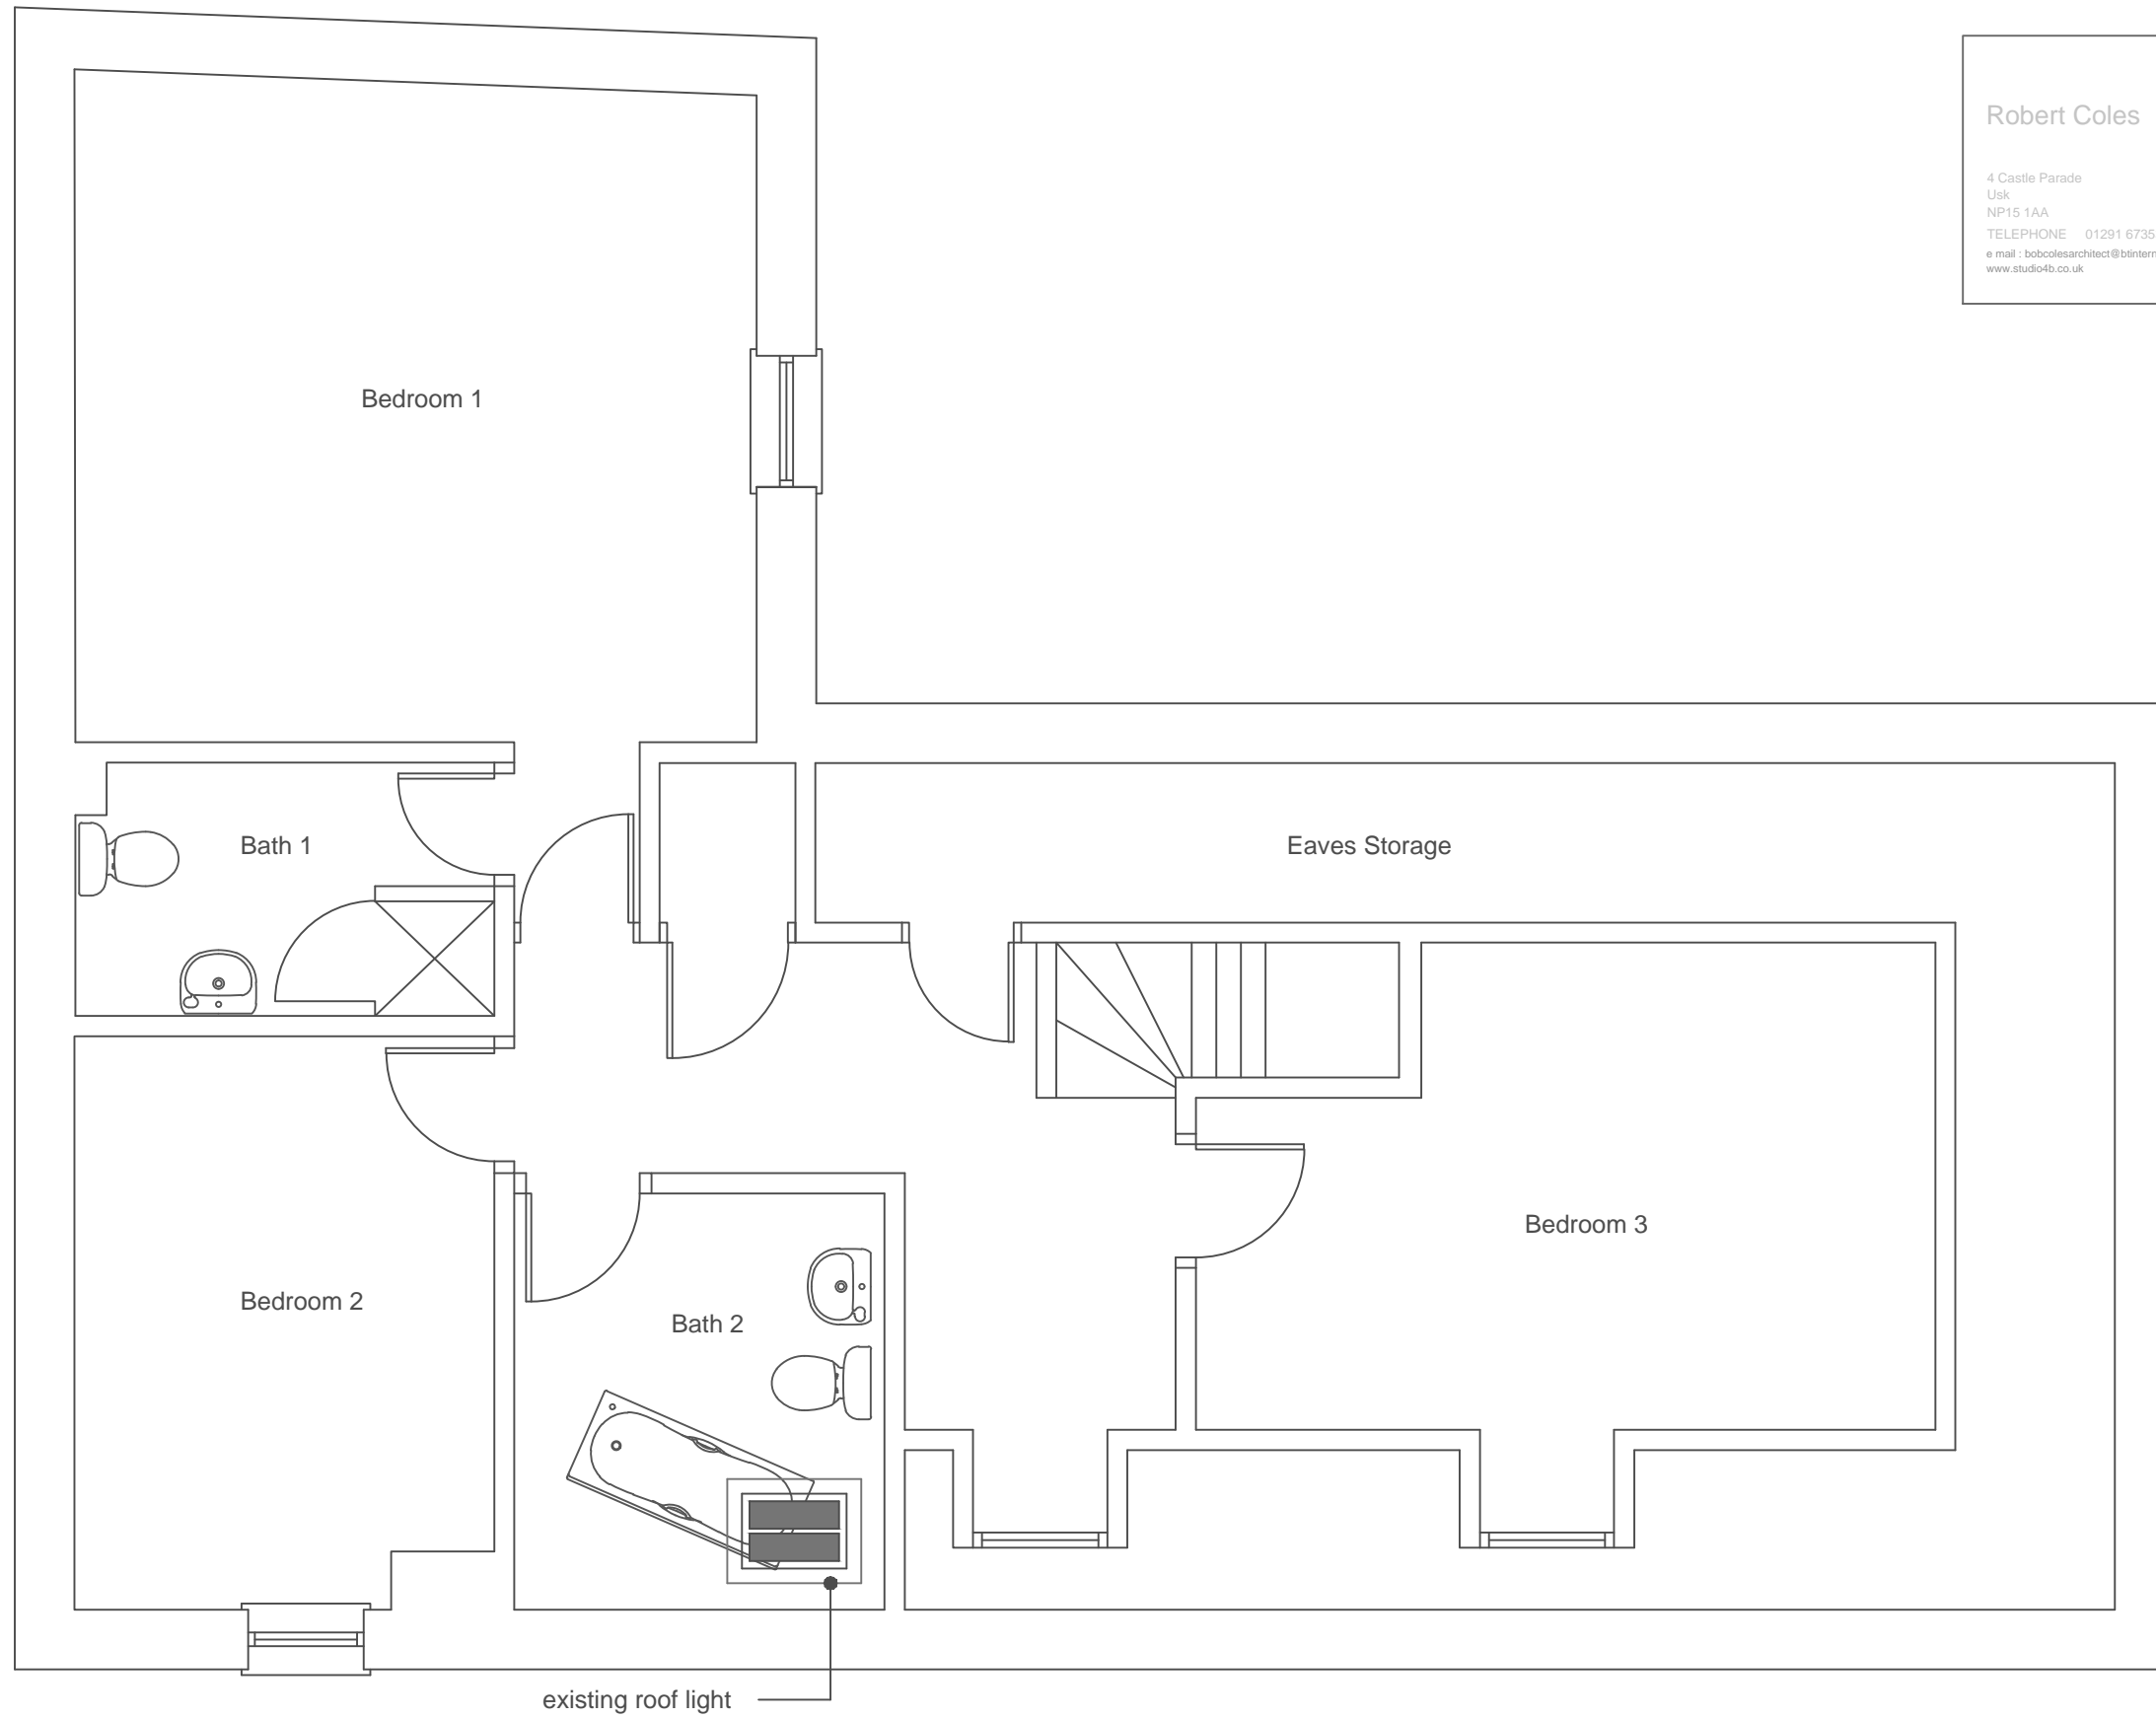 Robert Coles
4 Castle Parade
Usk
NP15 1AA
TELEPHONE 01291 6735
e mail : bobcolesarchitect@btintern
www.studio4b.co.uk
Bedroom 1
Bath 1
Eaves Storage
Bedroom 3
Bedroom 2
Bath 2
existing roof light